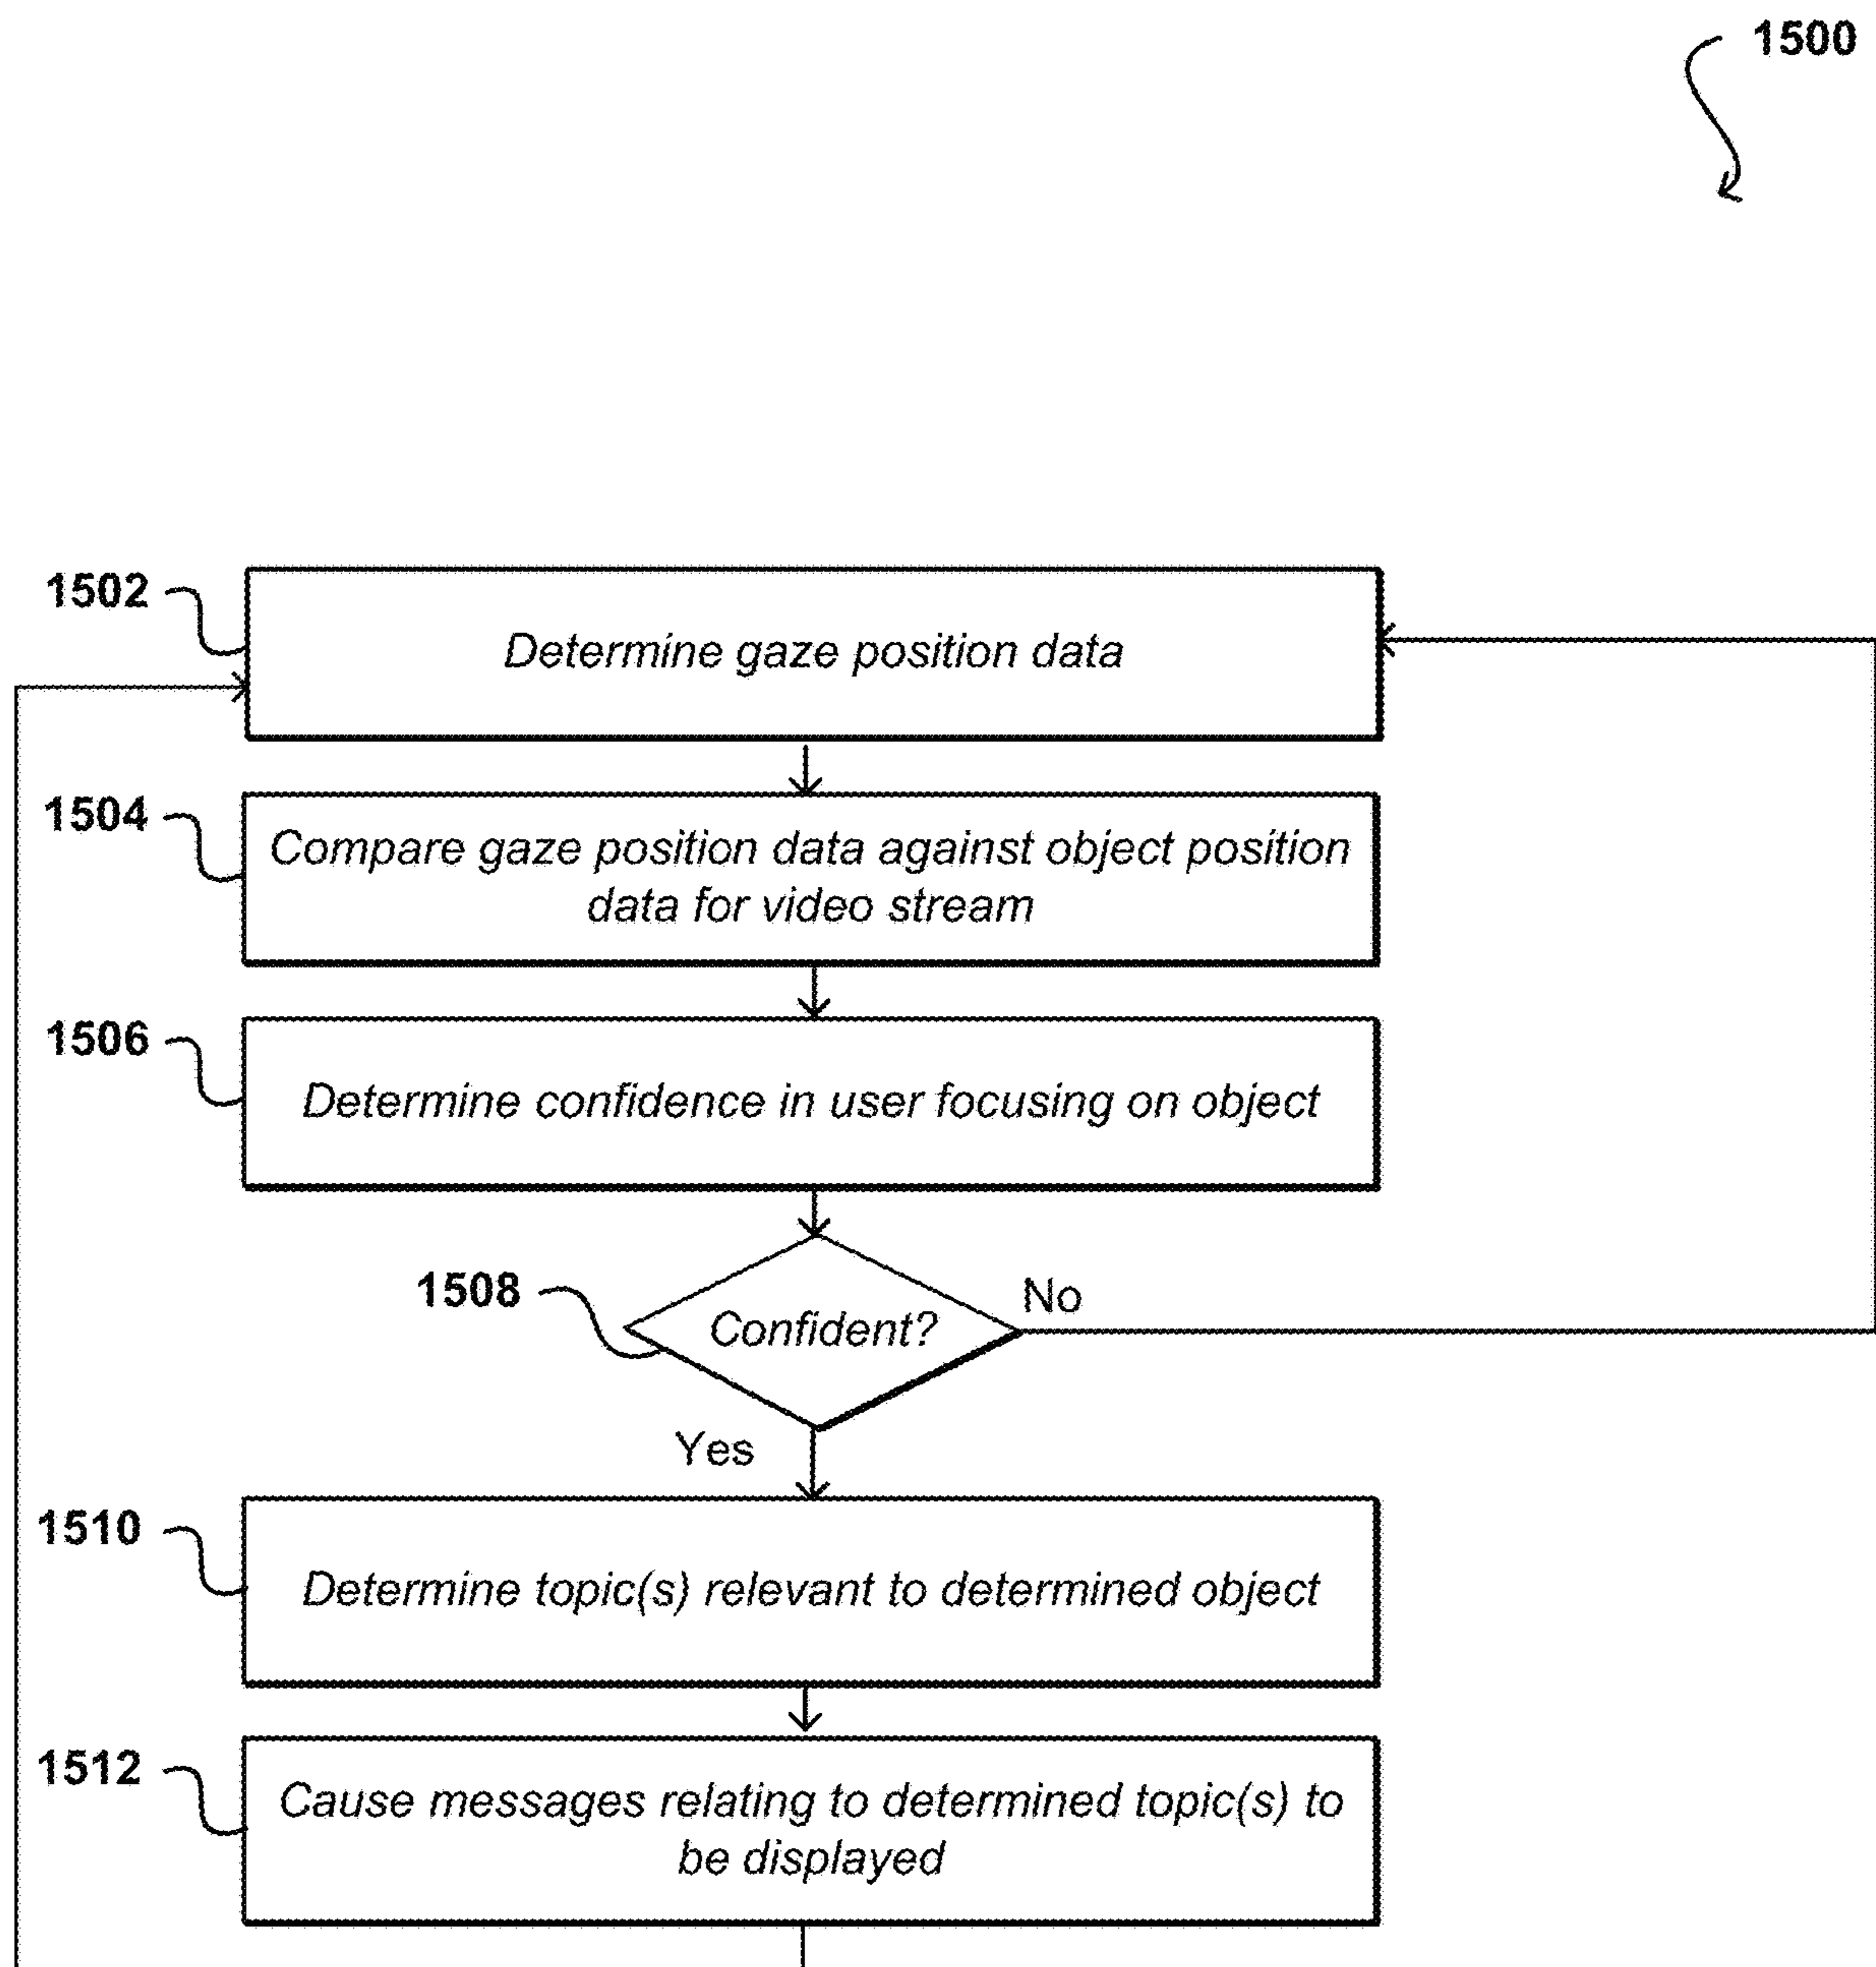 1500
1502
Determine gaze position data
1504
Compare gaze position data against object position
data for video stream
1506
Determine confidence in user focusing on object
1508
Confident?
No
Yes
1510
Determine topic(s) relevant to determined object
1512
Cause messages relating to determined topic(s) to
be displayed